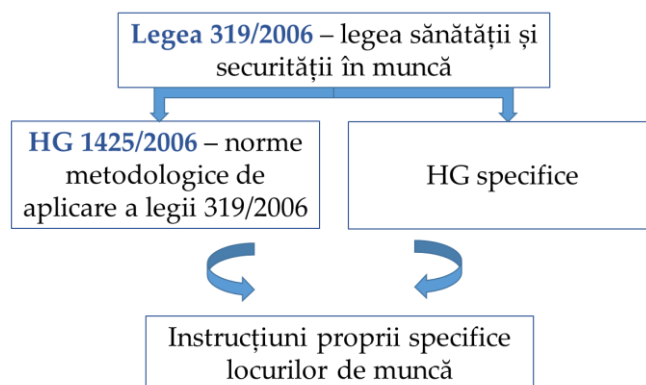 Legea 319/2006 – legea sănătății și
securității în muncă
HG 1425/2006 – norme
metodologice de
aplicare a legii 319/2006
HG specifice
Instrucțiuni proprii specifice
locurilor de muncă